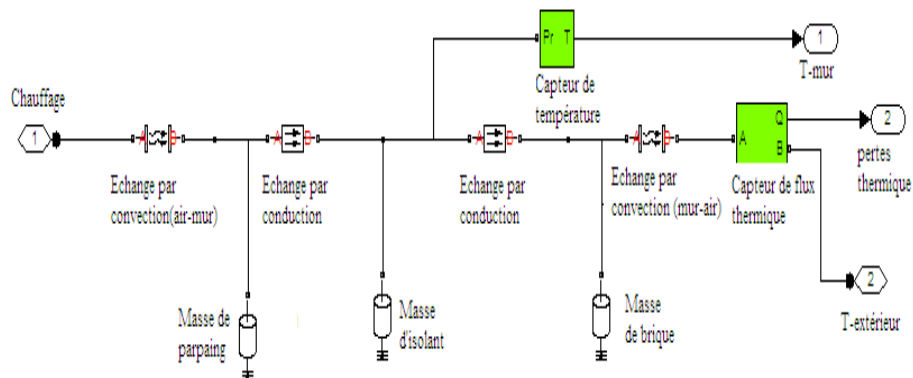 Pr T
1
T-mur
Capteur de
température
Chauffage
1
A B
Echange par
convection(air-mur)
A B
Echange par
conduction
A B
Echange par
conduction
A B
Echange par
convection (mur-air)
A Q
B
Capteur de flux
thermique
2
pertes
thermique
2
T-extérieur
Masse de
parpaing
Masse
d'isolant
Masse
de brique